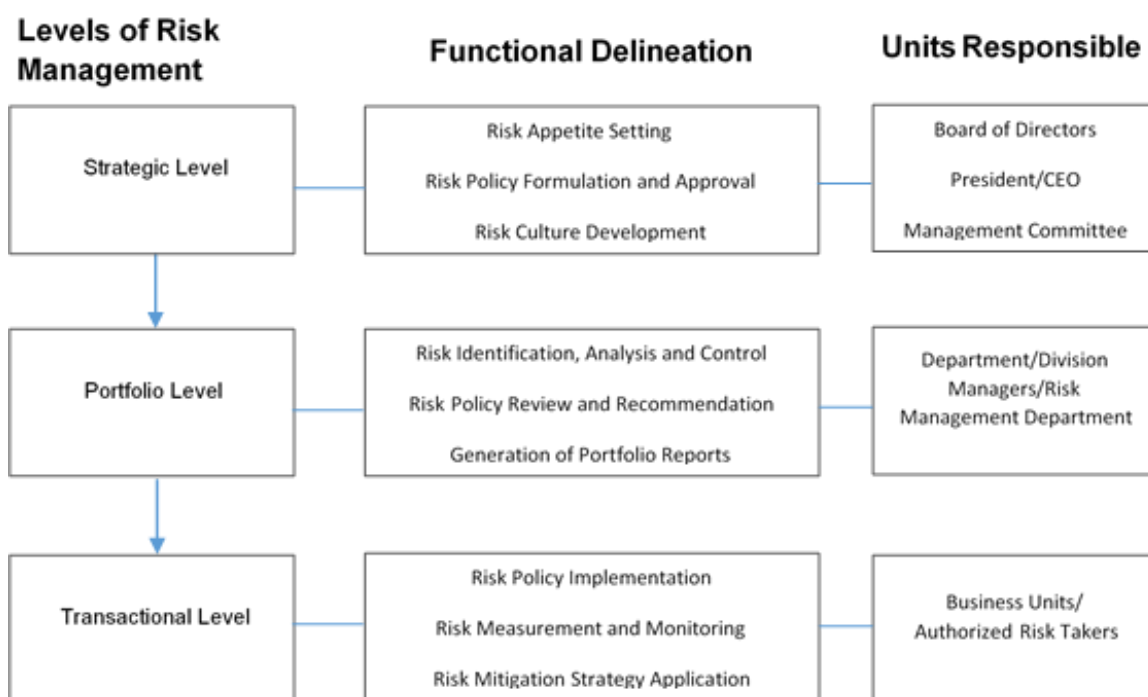 Levels of Risk
Management
Functional Delineation
Units Responsible
Strategic Level
Risk Appetite Setting
Risk Policy Formulation and Approval
Risk Culture Development
Board of Directors
President/CEO
Management Committee
Portfolio Level
Risk Identification, Analysis and Control
Risk Policy Review and Recommendation
Generation of Portfolio Reports
Department/Division
Managers/Risk
Management Department
Transactional Level
Risk Policy Implementation
Risk Measurement and Monitoring
Risk Mitigation Strategy Application
Business Units/
Authorized Risk Takers